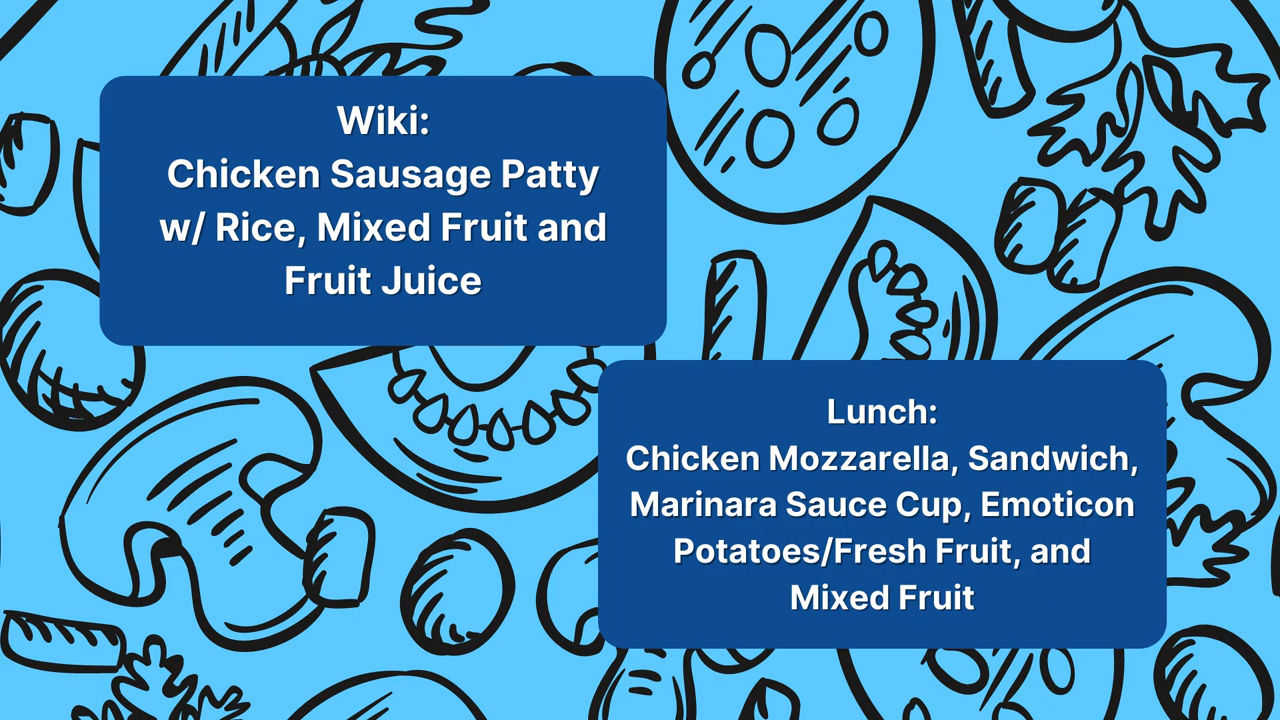 Wiki:
Chicken Sausage Patty
w/ Rice, Mixed Fruit and
Fruit Juice
Lunch:
Chicken Mozzarella, Sandwich,
Marinara Sauce Cup, Emoticon
Potatoes/Fresh Fruit, and
Mixed Fruit